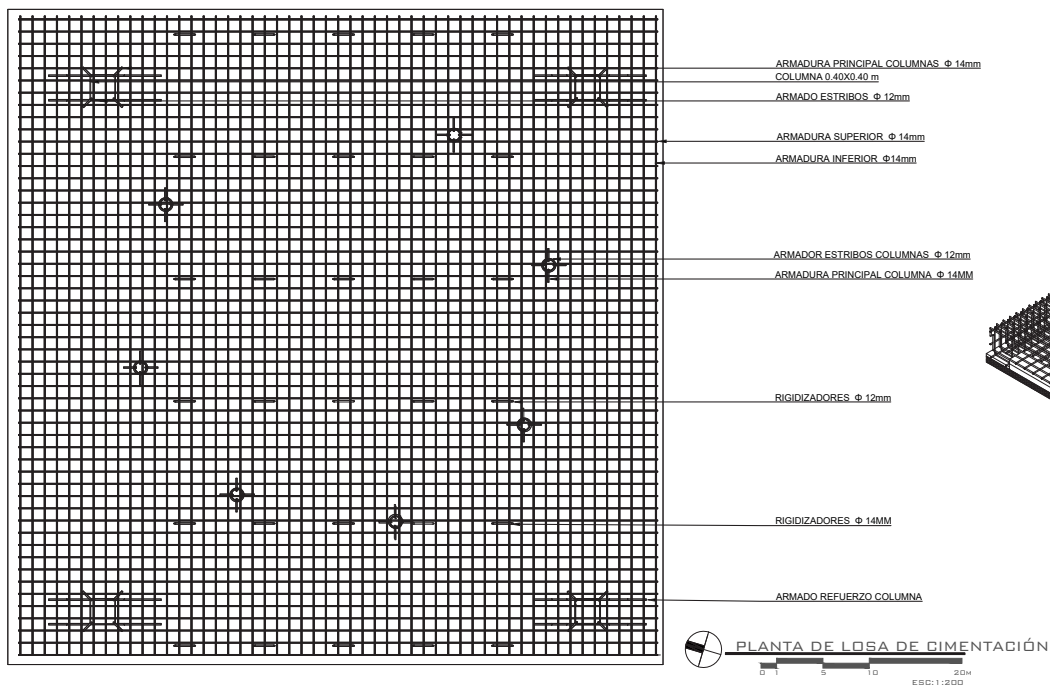 ARMADURA PRINCIPAL COLUMNAS Φ 14mm
COLUMNA 0.40X0.40 m
ARMADO ESTRIBOS Φ 12mm
ARMADURA SUPERIOR Φ 14mm
ARMADURA INFERIOR Φ14mm
ARMADOR ESTRIBOS COLUMNAS Φ 12mm
ARMADURA PRINCIPAL COLUMNA Φ 14MM
RIGIDIZADORES Φ 12mm
RIGIDIZADORES Φ 14MM
ARMADO REFUERZO COLUMNA
PLANTA DE LOSA DE CIMENTACIÓN
0 1 5 10 20M
ESC:1:200